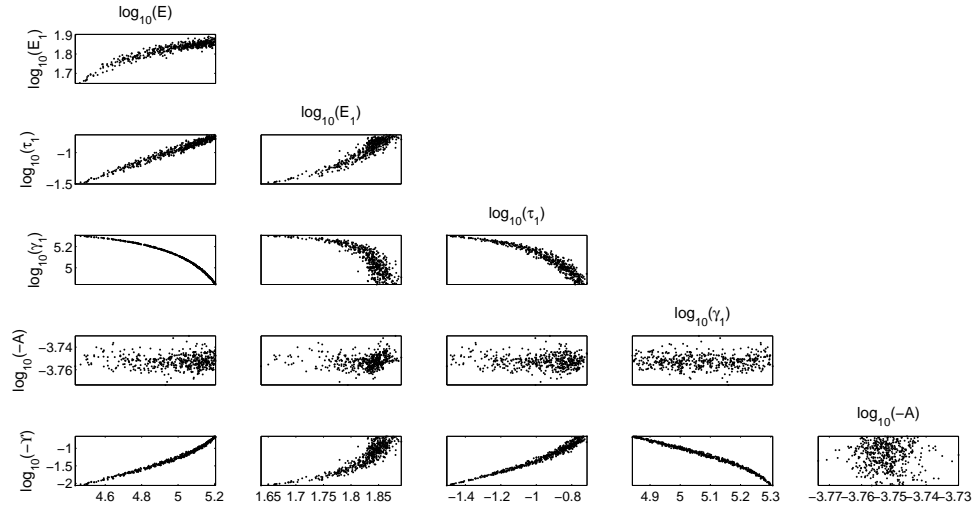 log10(E)
log10(E1)
1.9
1.8
1.7
log10(E1)
log10(τ1)
−1
−1.5
log10(τ1)
log10(γ1)
5.2
5
log10(γ1)
log10(−A)
−3.74
−3.76
log10(−A)
log10(−ϒ)
−1
−1.5
−2
4.6 4.8 5 5.2
1.65 1.7 1.75 1.8 1.85
−1.4 −1.2 −1 −0.8
4.9 5 5.1 5.2 5.3
−3.77 −3.76 −3.75 −3.74 −3.73